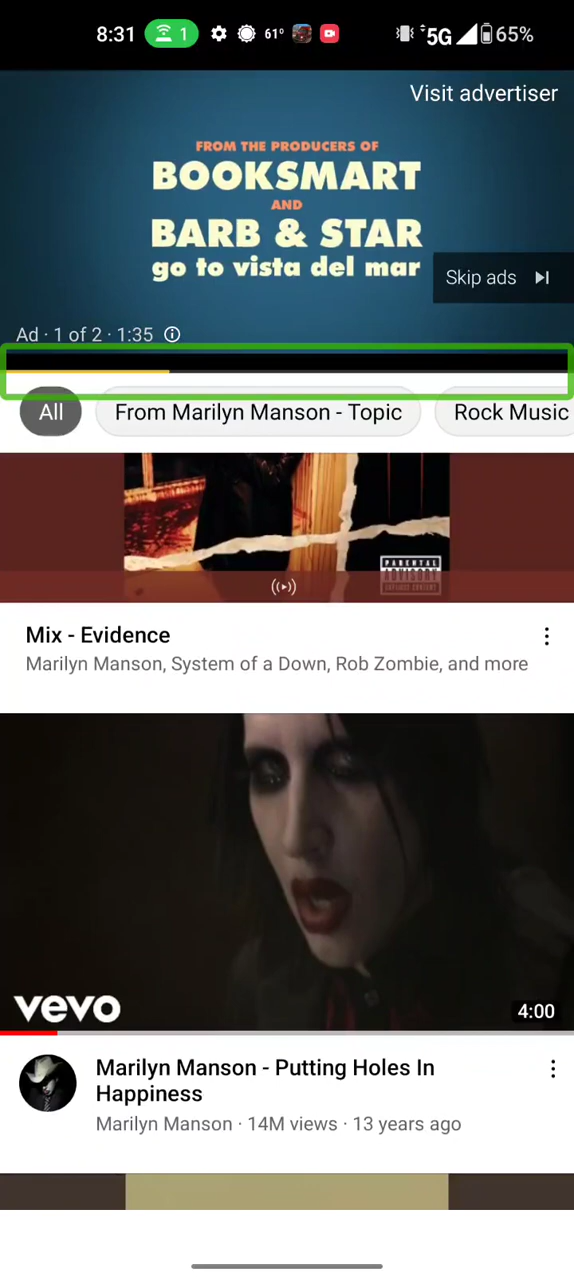 8:31
1
61°
5G
65%
Visit advertiser
FROM THE PRODUCERS OF
BOOKSMART
AND
BARB & STAR
go to vista del mar
Skip ads
Ad · 1 of 2 · 1:35
All
From Marilyn Manson - Topic
Rock Music
PARENTAL
ADVISORY
EXPLICIT CONTENT
Mix - Evidence
Marilyn Manson, System of a Down, Rob Zombie, and more
vevo
4:00
Marilyn Manson - Putting Holes In
Happiness
Marilyn Manson · 14M views · 13 years ago